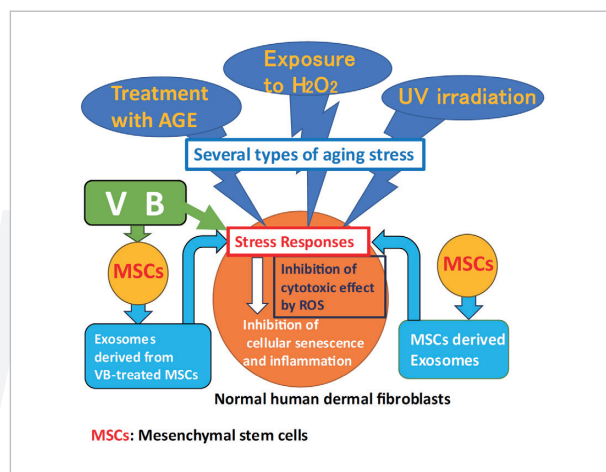 Exposure
to H₂O₂
Treatment
with AGE
UV irradiation
Several types of aging stress
V B
Stress Responses
MSCs
Inhibition of
cytotoxic effect
by ROS
MSCs
Inhibition of
cellular senescence
and inflammation
Exosomes
derived from
VB-treated MSCs
MSCs derived
Exosomes
Normal human dermal fibroblasts
MSCs: Mesenchymal stem cells